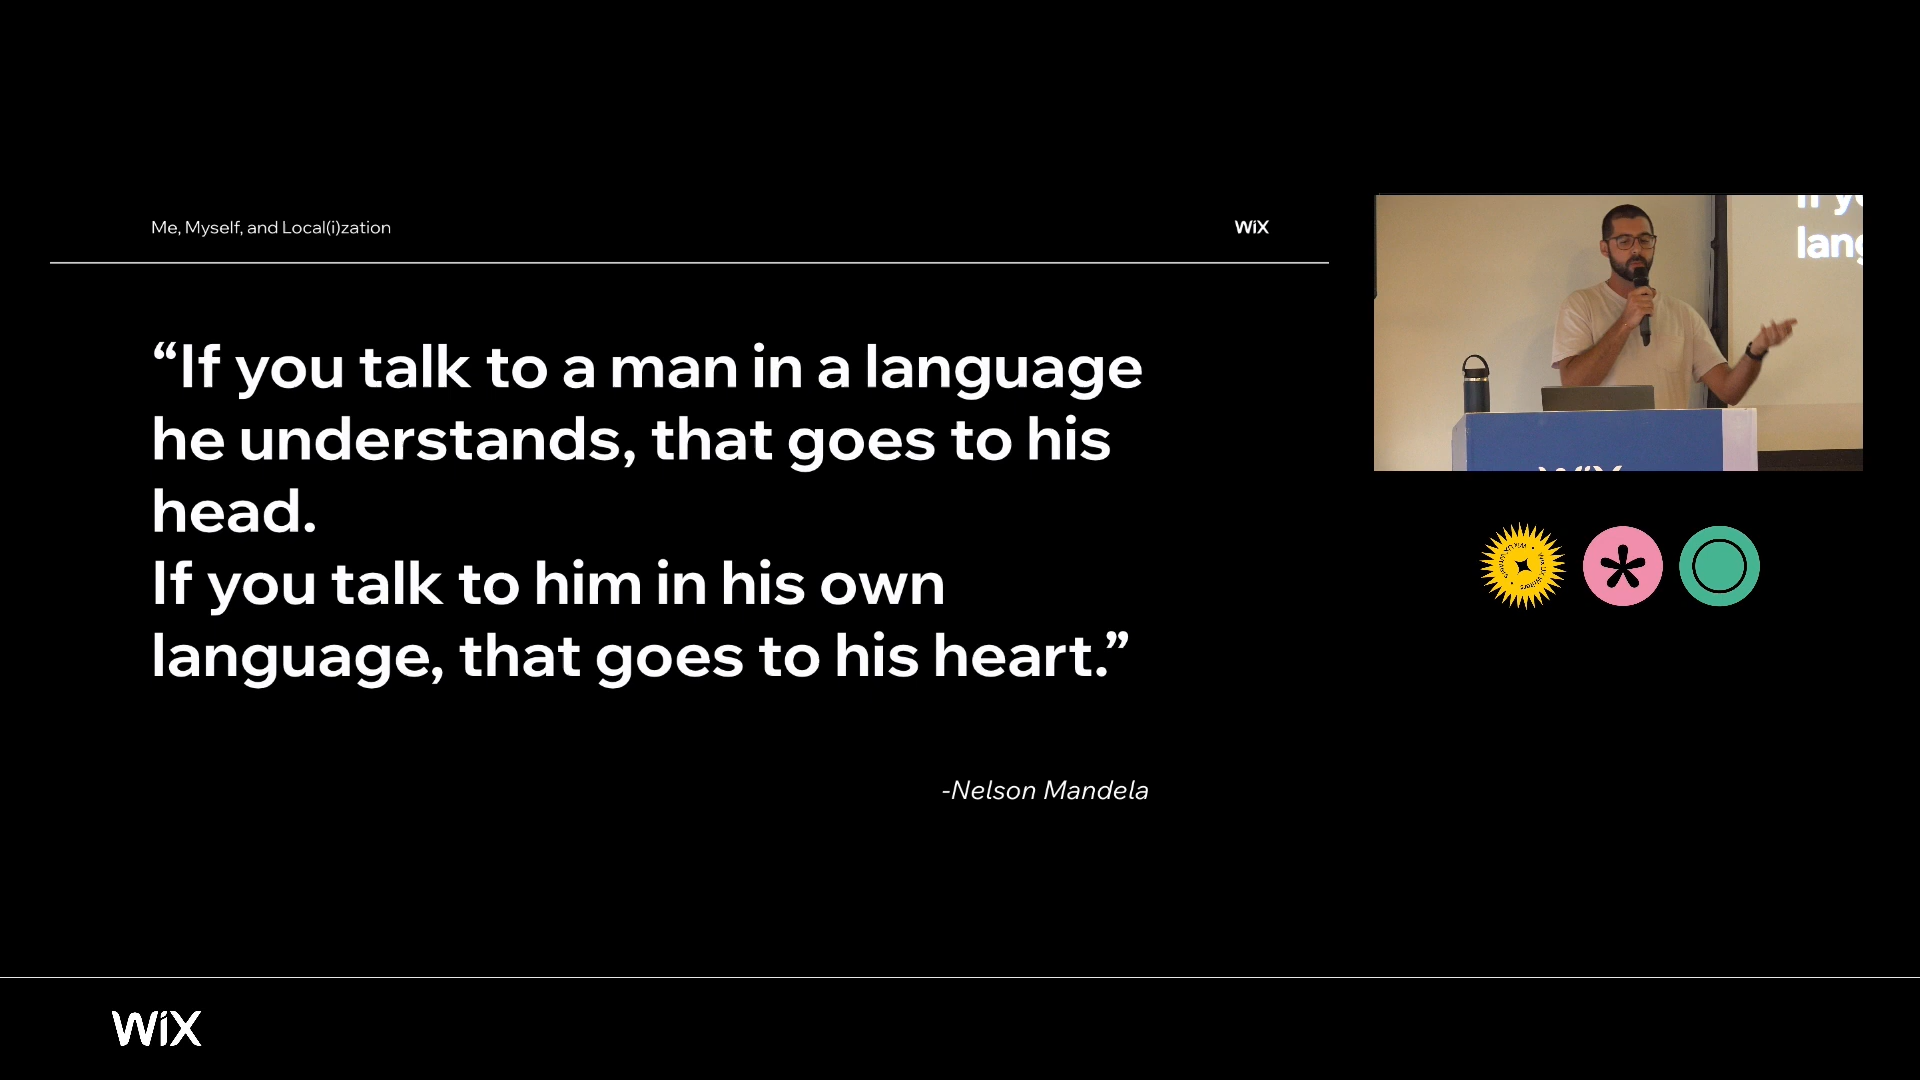 Me, Myself, and Local(i)zation
WiX
“If you talk to a man in a language
he understands, that goes to his
head.
If you talk to him in his own
language, that goes to his heart.”
-Nelson Mandela
WiX